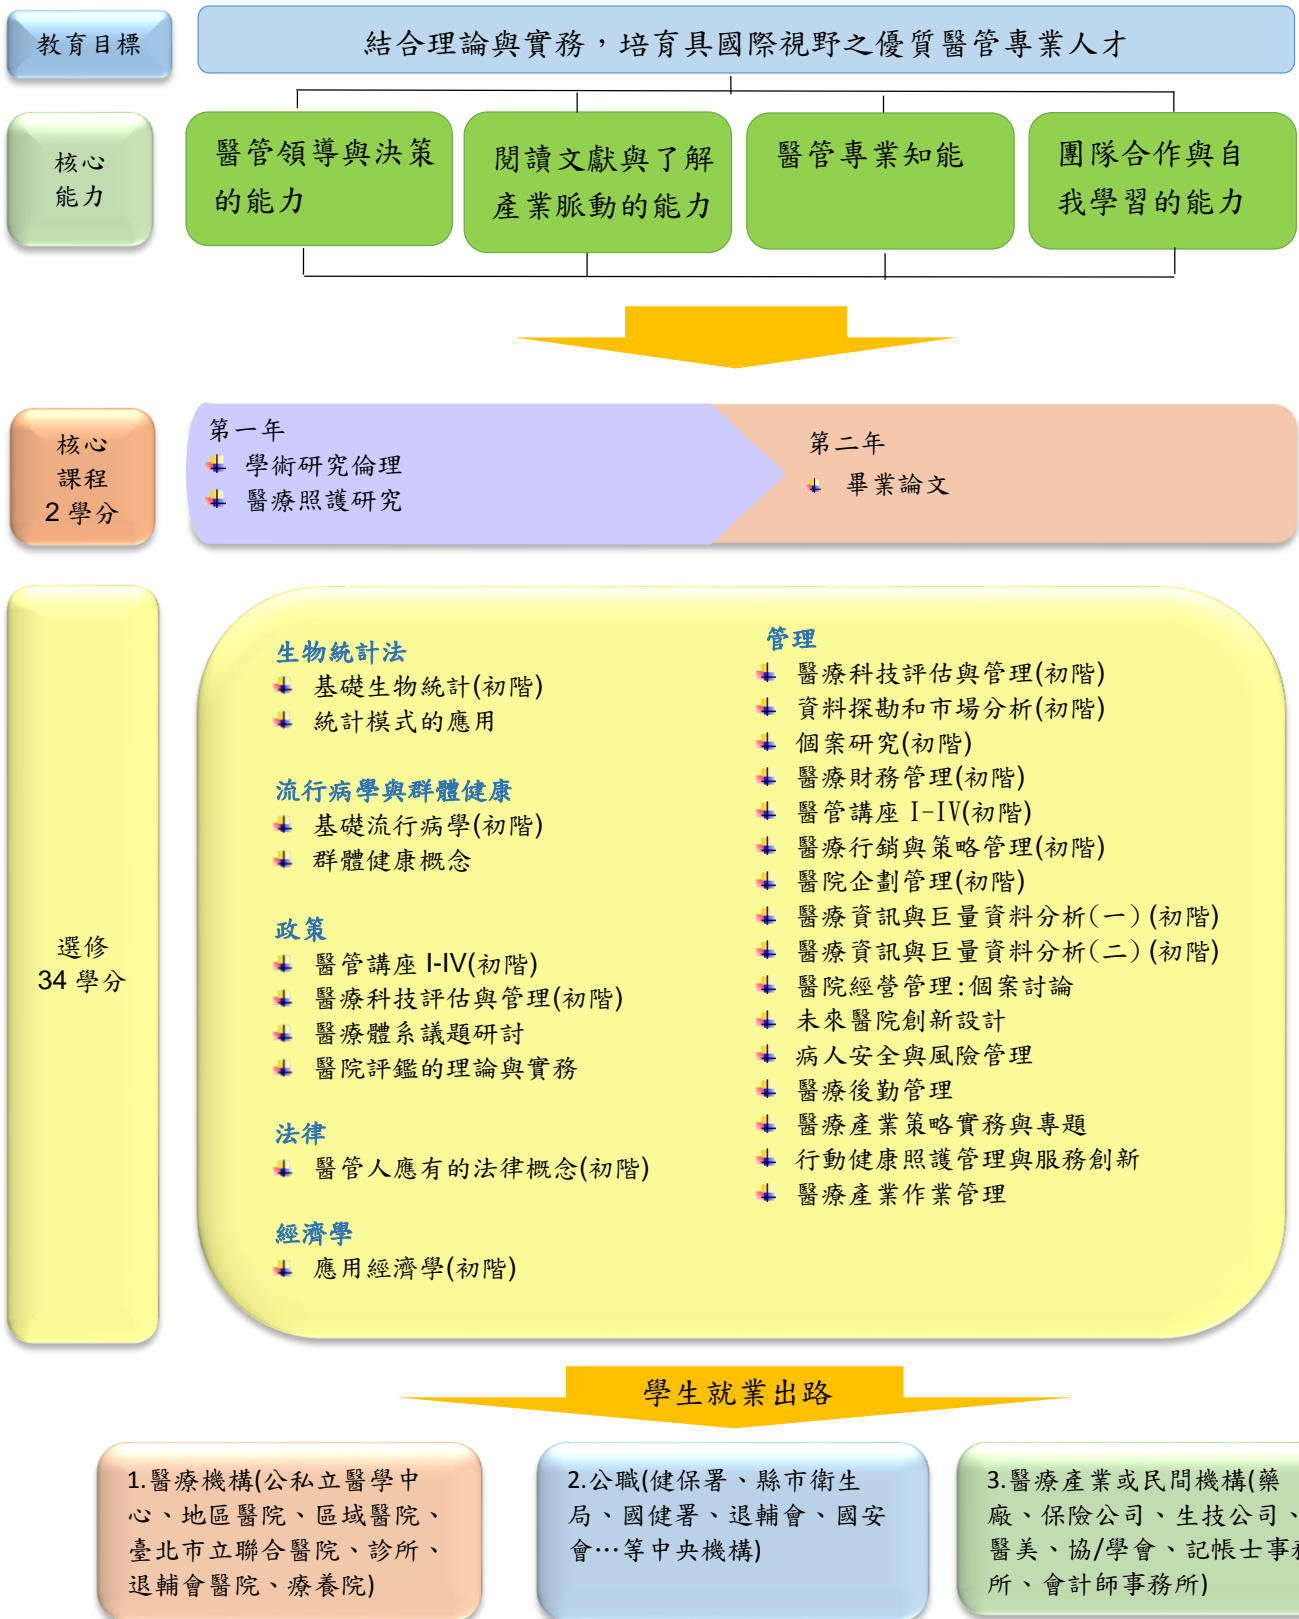 教育目標
結合理論與實務，培育具國際視野之優質醫管專業人才
核心
能力
醫管領導與決策
的能力
閱讀文獻與了解
產業脈動的能力
醫管專業知能
團隊合作與自
我學習的能力
核心
課程
2 學分
第一年
學術研究倫理
醫療照護研究
第二年
畢業論文
選修
34 學分
生物統計法
基礎生物統計(初階)
統計模式的應用
流行病學與群體健康
基礎流行病學(初階)
群體健康概念
政策
醫管講座 I-IV(初階)
醫療科技評估與管理(初階)
醫療體系議題研討
醫院評鑑的理論與實務
法律
醫管人應有的法律概念(初階)
經濟學
應用經濟學(初階)
管理
醫療科技評估與管理(初階)
資料探勘和市場分析(初階)
個案研究(初階)
醫療財務管理(初階)
醫管講座 I-IV(初階)
醫療行銷與策略管理(初階)
醫院企劃管理(初階)
醫療資訊與巨量資料分析(一)(初階)
醫療資訊與巨量資料分析(二)(初階)
醫院經營管理:個案討論
未來醫院創新設計
病人安全與風險管理
醫療後勤管理
醫療產業策略實務與專題
行動健康照護管理與服務創新
醫療產業作業管理
學生就業出路
1.醫療機構(公私立醫學中
心、地區醫院、區域醫院、
臺北市立聯合醫院、診所、
退輔會醫院、療養院)
2.公職(健保署、縣市衛生
局、國健署、退輔會、國安
會…等中央機構)
3.醫療產業或民間機構(藥
廠、保險公司、生技公司、
醫美、協/學會、記帳士事務
所、會計師事務所)